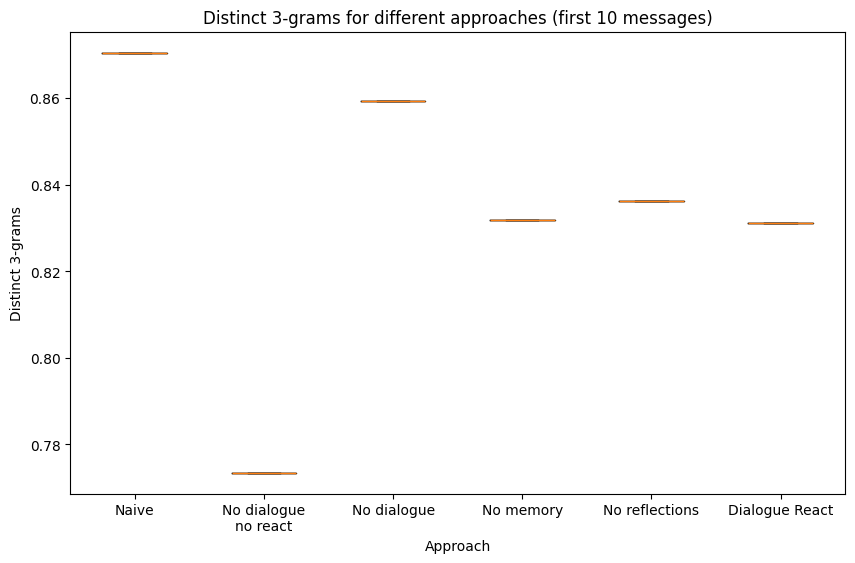 Distinct 3-grams for different approaches (first 10 messages)
Distinct 3-grams
0.86
0.84
0.82
0.80
0.78
Naive
No dialogue
no react
No dialogue
No memory
No reflections
Dialogue React
Approach